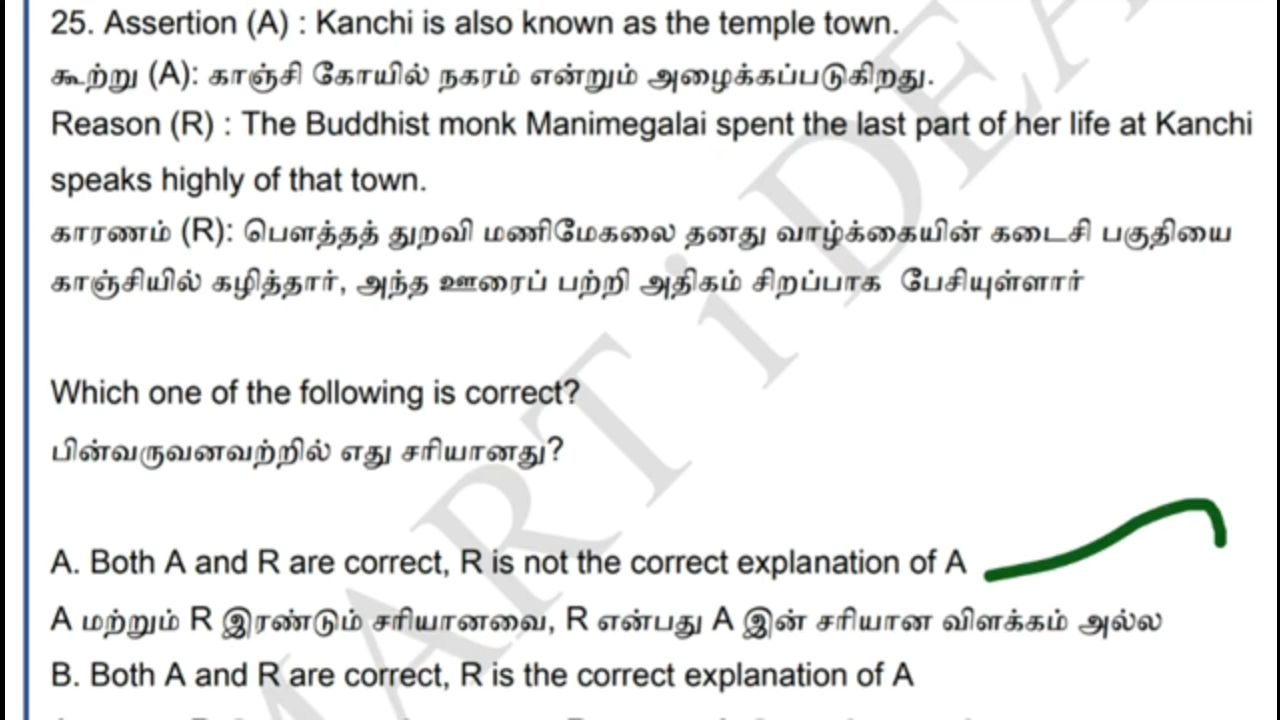 25. Assertion (A) : Kanchi is also known as the temple town.
கூற்று (A): காஞ்சி கோயில் நகரம் என்றும் அழைக்கப்படுகிறது.
Reason (R) : The Buddhist monk Manimegalai spent the last part of her life at Kanchi
speaks highly of that town.
காரணம் (R): பௌத்தத் துறவி மணிமேகலை தனது வாழ்க்கையின் கடைசி பகுதியை
காஞ்சியில் கழித்தார், அந்த ஊரைப் பற்றி அதிகம் சிறப்பாக பேசியுள்ளார்
Which one of the following is correct?
பின்வருவனவற்றில் எது சரியானது?
A. Both A and R are correct, R is not the correct explanation of A
A மற்றும் R இரண்டும் சரியானவை, R என்பது A இன் சரியான விளக்கம் அல்ல
B. Both A and R are correct, R is the correct explanation of A